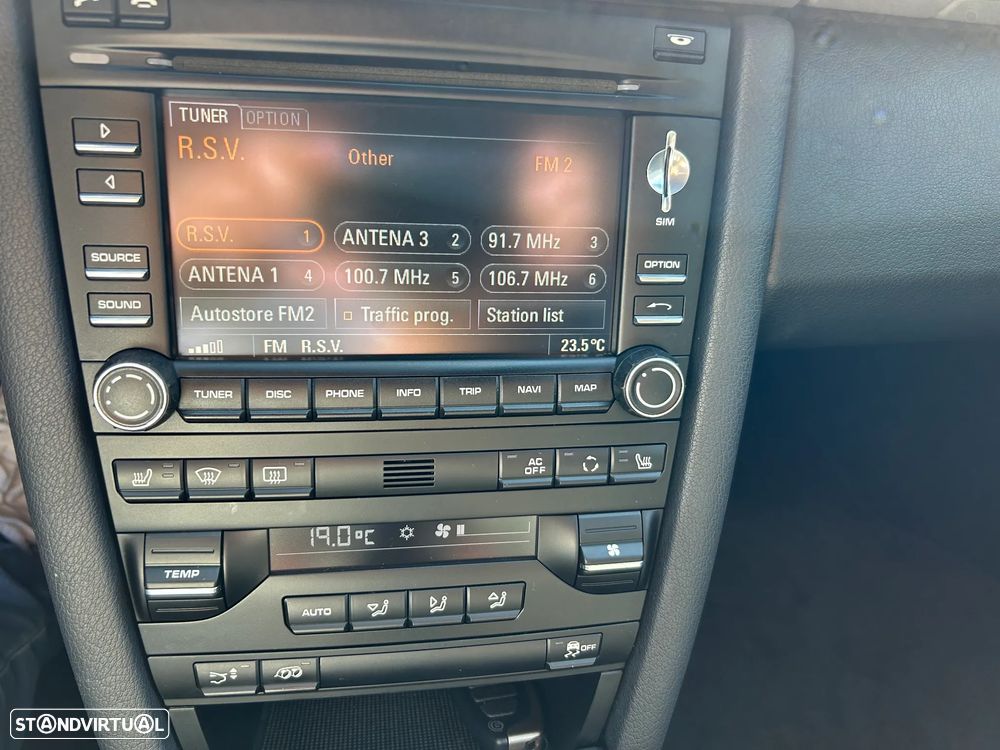 TUNER OPTION
R.S.V. Other FM 2
R.S.V. 1 ANTENA 3 2 91.7 MHz 3
ANTENA 1 4 100.7 MHz 5 106.7 MHz 6
Autostore FM2 Traffic prog. Station list
FM R.S.V. 23.5°C
SOURCE
SOUND
SIM
OPTION
TUNER DISC PHONE INFO TRIP NAVI MAP
AC OFF
19.0°C
TEMP
AUTO
OFF
STANDVIRTUAL